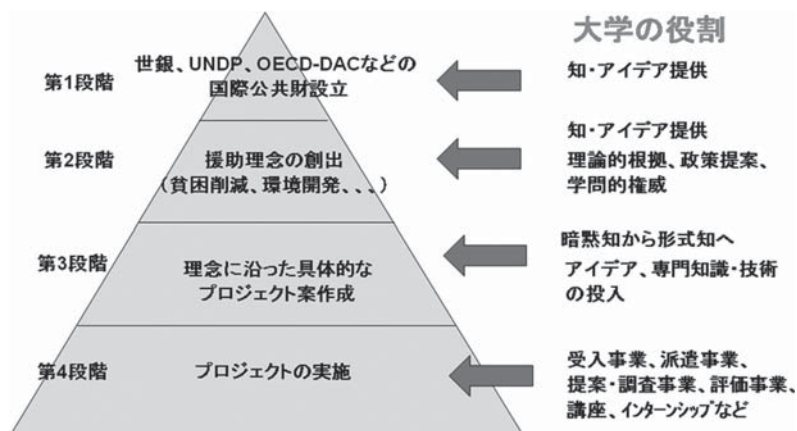 大学の役割
第1段階
世銀、UNDP、OECD-DACなどの
国際公共財設立
知・アイデア提供
第2段階
援助理念の創出
(貧困削減、環境開発、、、)
知・アイデア提供
理論的根拠、政策提案、
学問的権威
第3段階
理念に沿った具体的な
プロジェクト案作成
暗黙知から形式知へ
アイデア、専門知識・技術
の投入
第4段階
プロジェクトの実施
受入事業、派遣事業、
提案・調査事業、評価事業、
講座、インターンシップなど